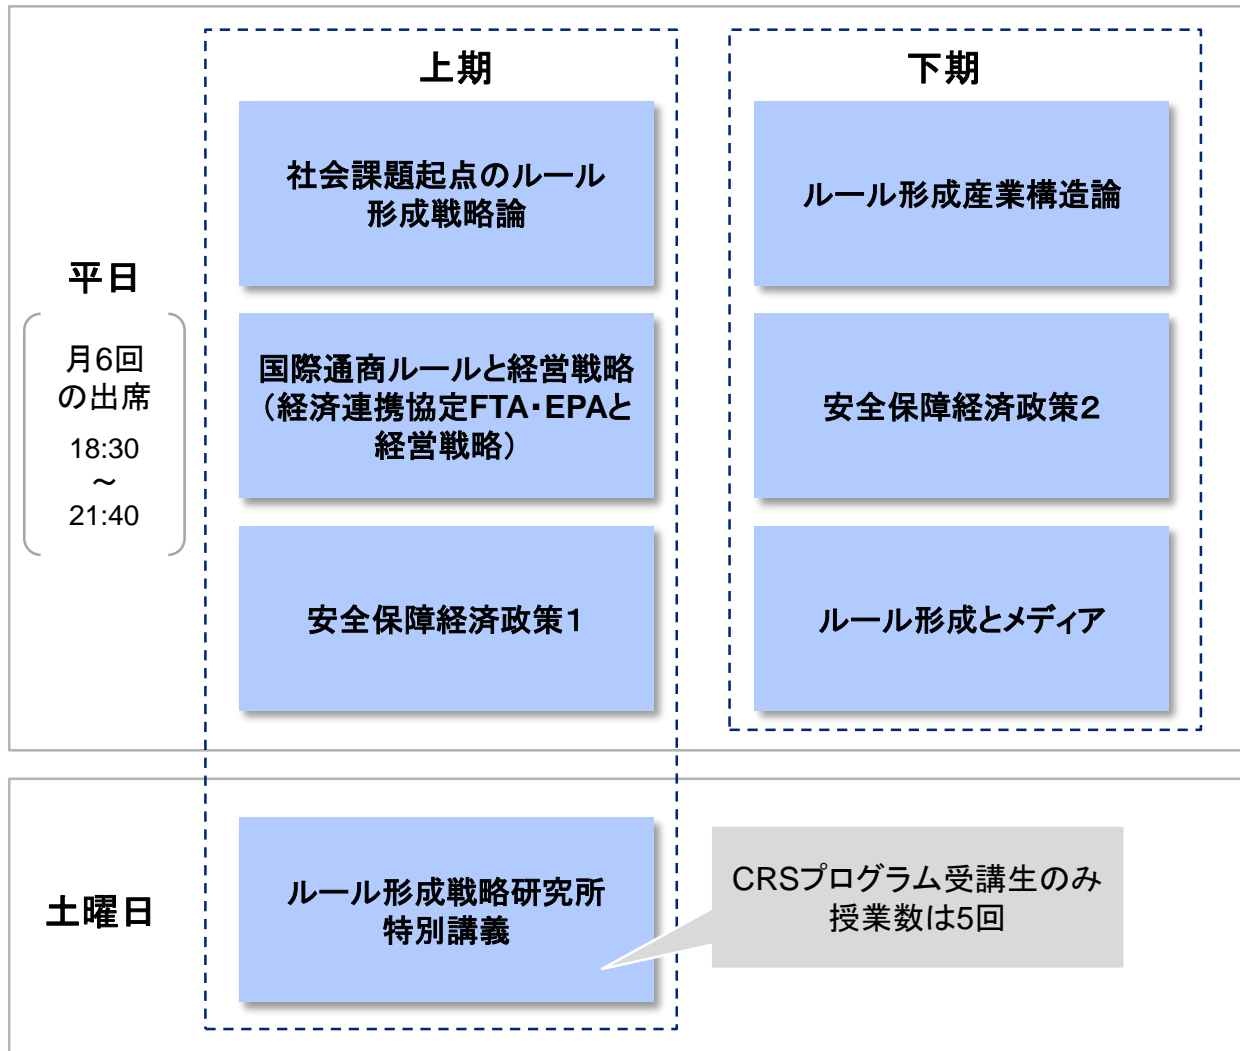 上期
下期
社会課題起点のルール
形成戦略論
ルール形成産業構造論
平日
月6回
の出席
18:30
～
21:40
国際通商ルールと経営戦略
（経済連携協定FTA・EPAと
経営戦略）
安全保障経済政策２
安全保障経済政策１
ルール形成とメディア
土曜日
ルール形成戦略研究所
特別講義
CRSプログラム受講生のみ
授業数は5回